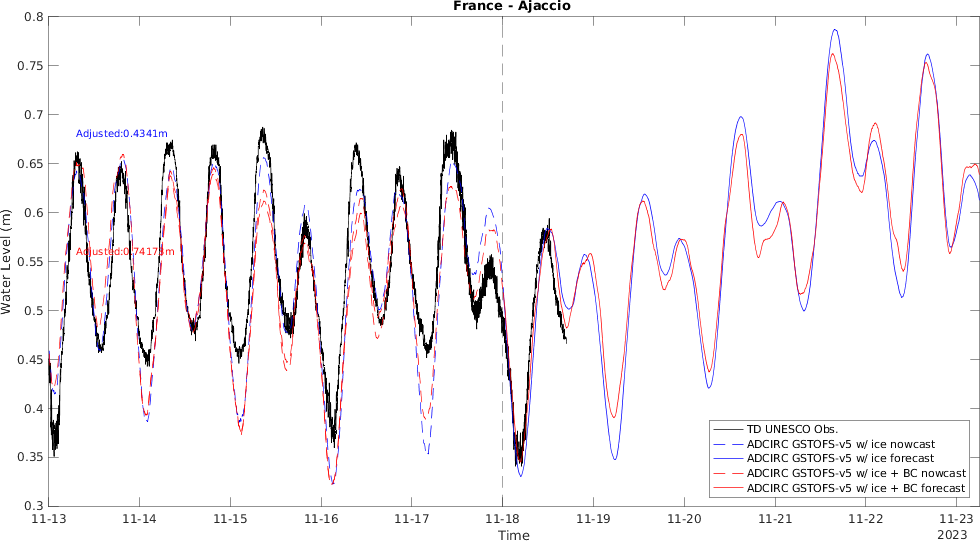 France - Ajaccio
0.8
0.75
0.7
0.65
0.6
0.55
0.5
0.45
0.4
0.35
0.3
Water Level (m)
Adjusted:0.4341m
Adjusted:0.74175m
TD UNESCO Obs.
ADCIRC GSTOFS-v5 w/ ice nowcast
ADCIRC GSTOFS-v5 w/ ice forecast
ADCIRC GSTOFS-v5 w/ ice + BC nowcast
ADCIRC GSTOFS-v5 w/ ice + BC forecast
11-13 11-14 11-15 11-16 11-17 11-18 11-19 11-20 11-21 11-22 11-23
Time
2023